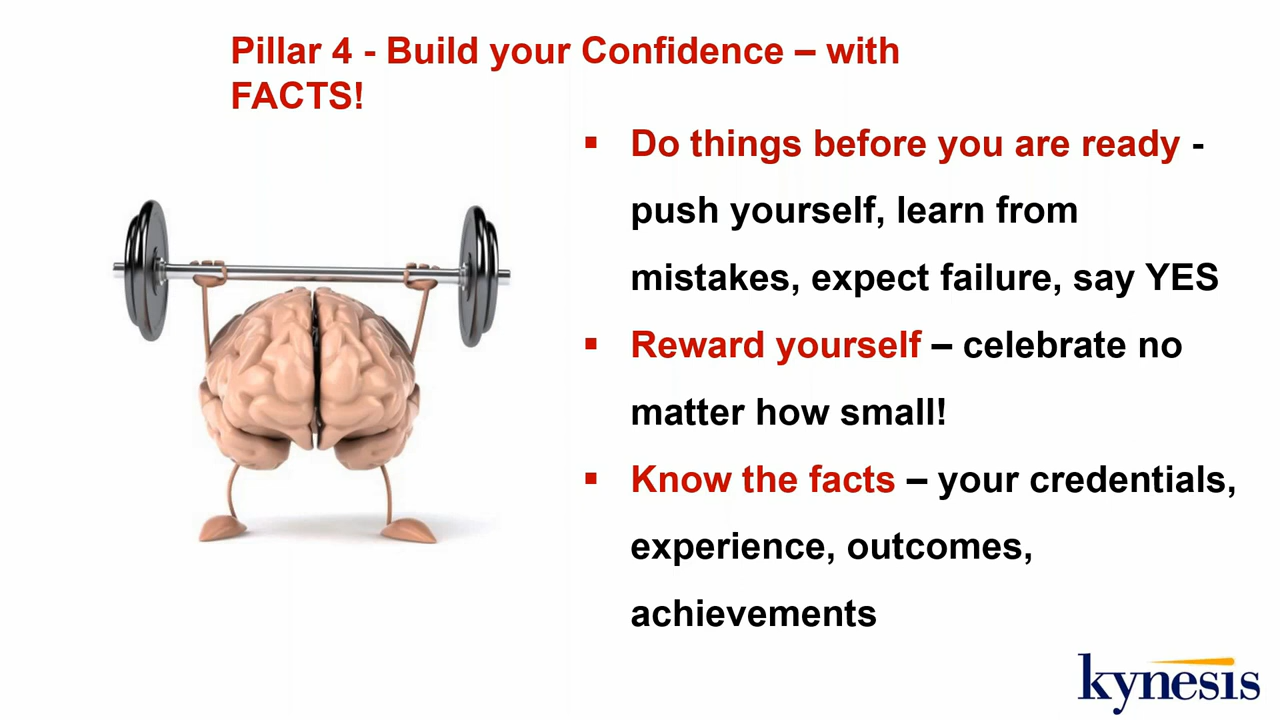 Pillar 4 - Build your Confidence – with
FACTS!
▪ Do things before you are ready -
push yourself, learn from
mistakes, expect failure, say YES
▪ Reward yourself – celebrate no
matter how small!
▪ Know the facts – your credentials,
experience, outcomes,
achievements
kynesis